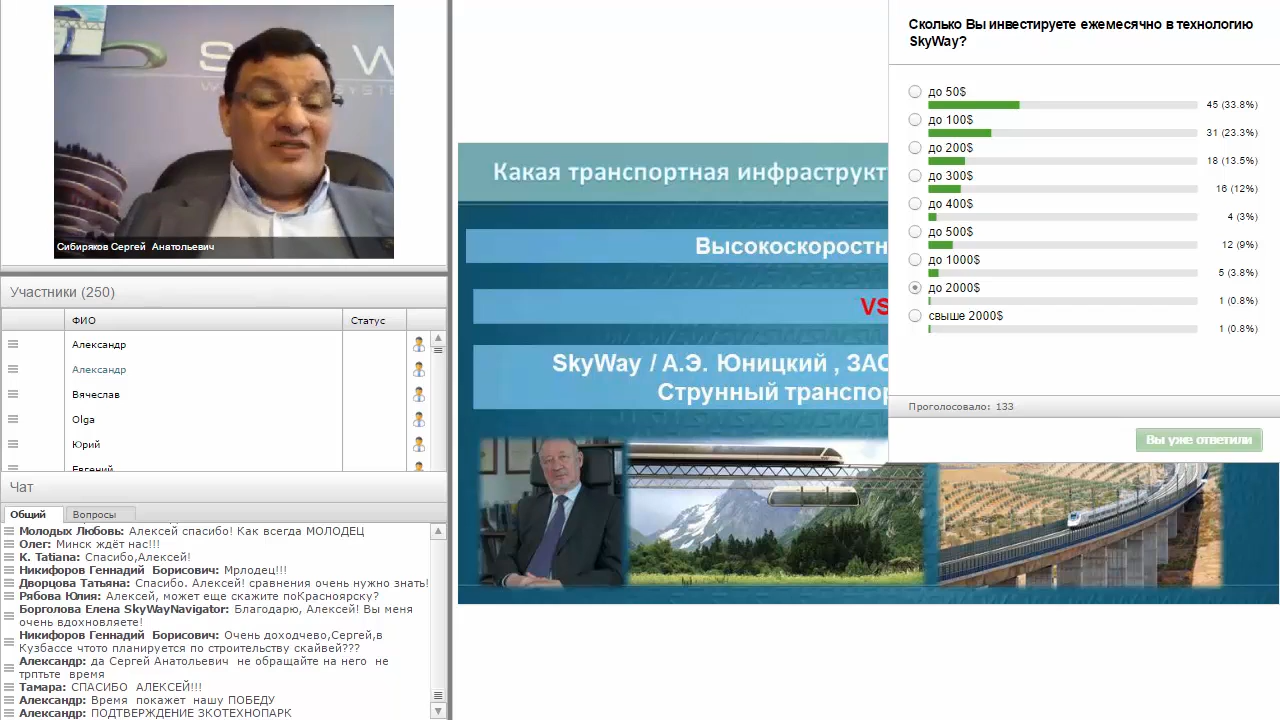 S W
W SYSTE
Сибиряков Сергей Анатольевич
Участники (250)
ФИО
Статус
Александр
Александр
Вячеслав
Olga
Юрий
Евгений
Чат
Общий
Вопросы
Молодых Любовь: Алексей спасибо! Как всегда МОЛОДЕЦ
Олег: Минск ждёт нас!!!
K. Tatiana: Спасибо,Алексей!
Никифоров Геннадий Борисович: Мрлодец!!!
Дворцова Татьяна: Спасибо. Алексей! сравнения очень нужно знать!
Рябова Юлия: Алексей, может еще скажите поКрасноярску?
Борголова Елена SkyWayNavigator: Благодарю, Алексей! Вы меня
очень вдохновляете!
Никифоров Геннадий Борисович: Очень доходчево,Сергей,в
Кузбассе чтото планируется по строительству скайвей???
Александр: да Сергей Анатольевич не обращайте на него не
трптьте время
Тамара: СПАСИБО АЛЕКСЕЙ!!!
Александр: Время покажет нашу ПОБЕДУ
Александр: ПОДТВЕРЖДЕНИЕ ЗКОТЕХНОПАРК
Какая транспортная инфраструкт
Высокоскоростн
VS
SkyWay / А.Э. Юницкий , ЗАО
Струнный транспор
Сколько Вы инвестируете ежемесячно в технологию
SkyWay?
до 50$
45 (33.8%)
до 100$
31 (23.3%)
до 200$
18 (13.5%)
до 300$
16 (12%)
до 400$
4 (3%)
до 500$
12 (9%)
до 1000$
5 (3.8%)
до 2000$
1 (0.8%)
свыше 2000$
1 (0.8%)
Проголосовало: 133
Вы уже ответили